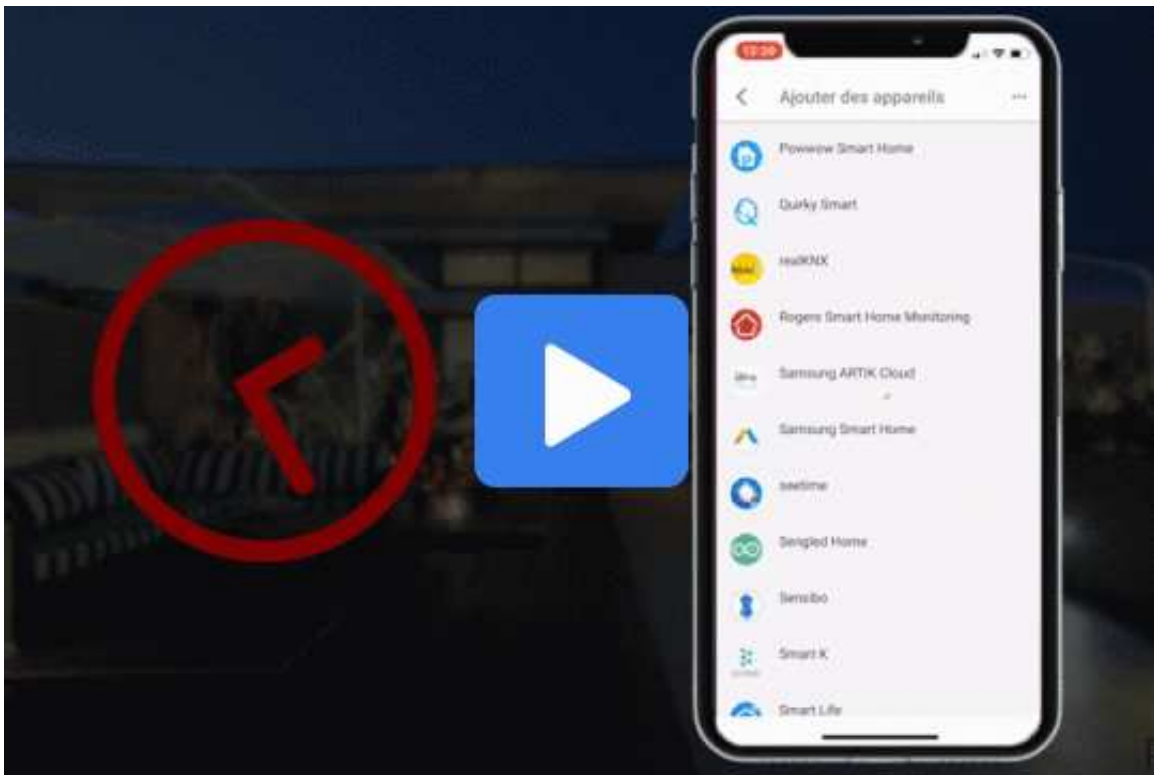 Ajouter des appareils
Powwow Smart Home
Quirky Smart
realKNX
Rogers Smart Home Monitoring
Samsung ARTIK Cloud
Samsung Smart Home
seetime
Sengled Home
Sensibo
Smart K
Smart Life